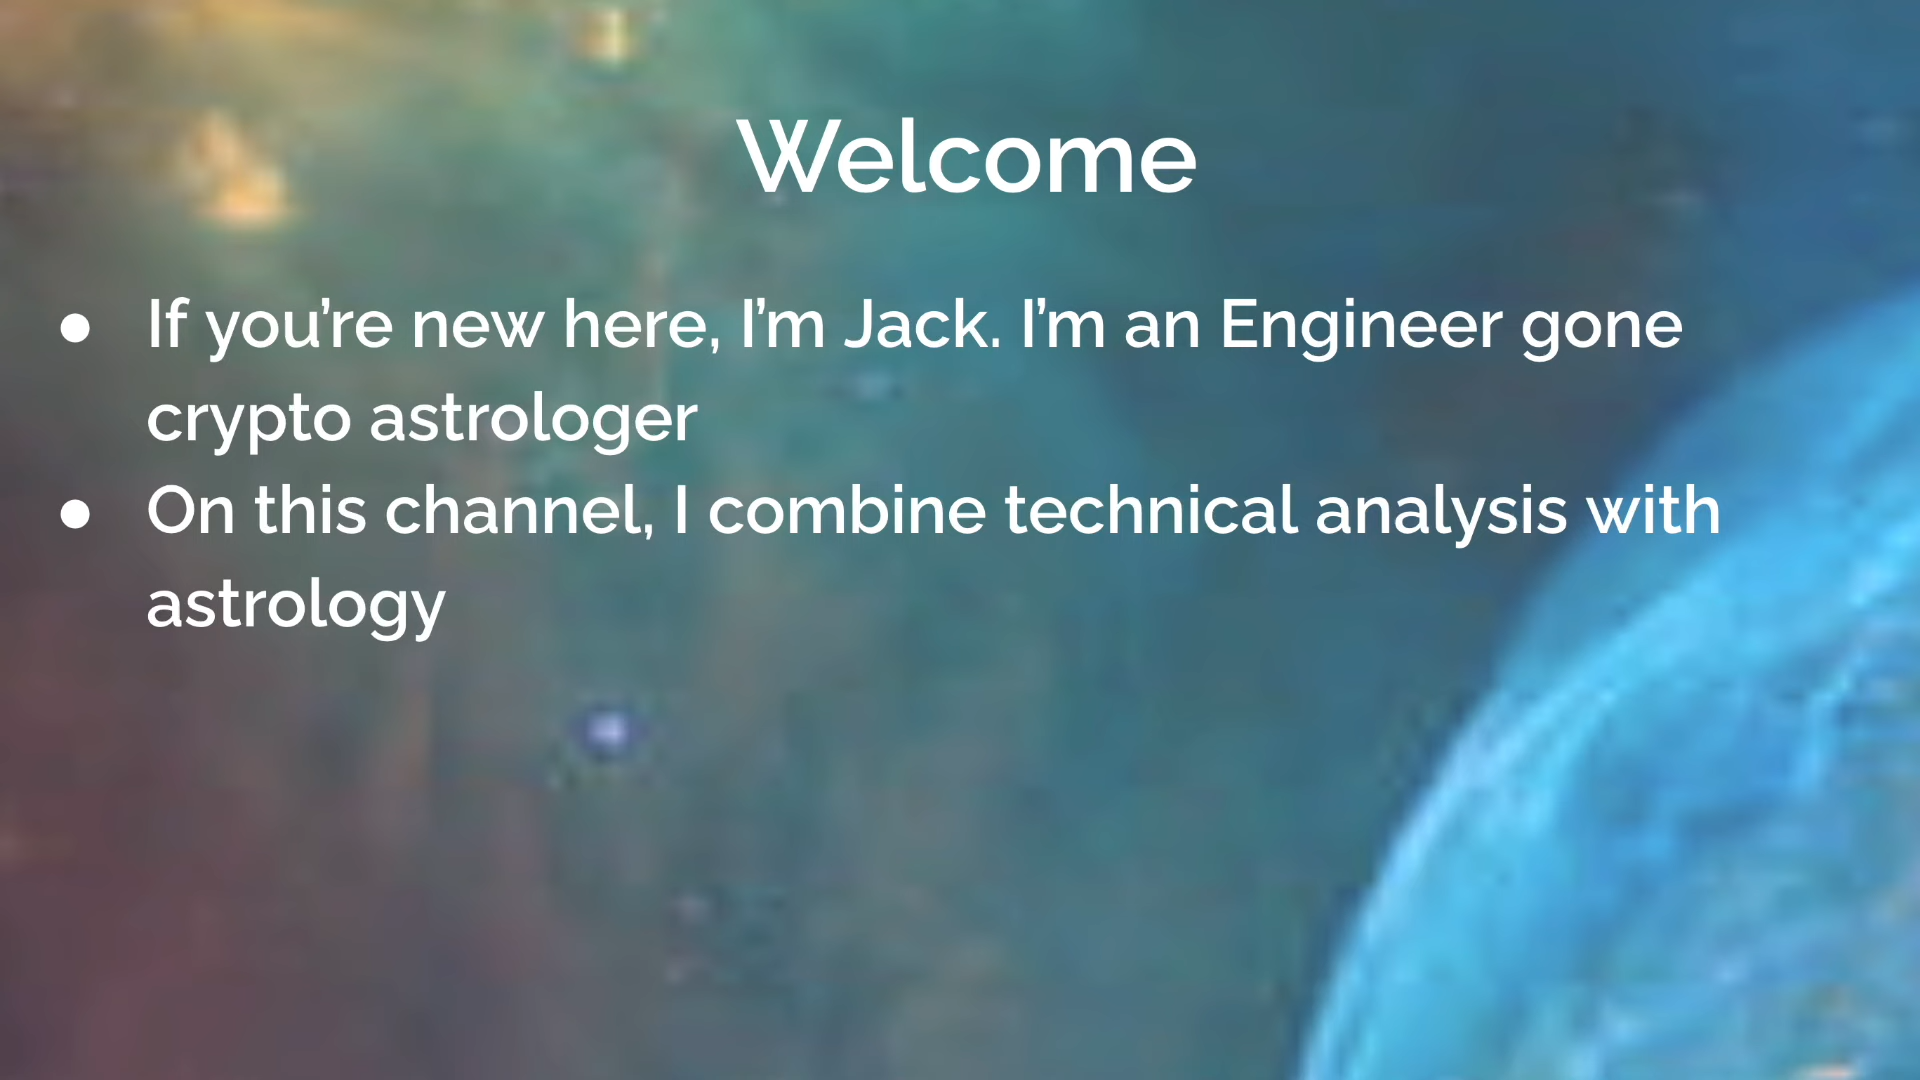 Welcome
● If you’re new here, I’m Jack. I’m an Engineer gone
crypto astrologer
● On this channel, I combine technical analysis with
astrology